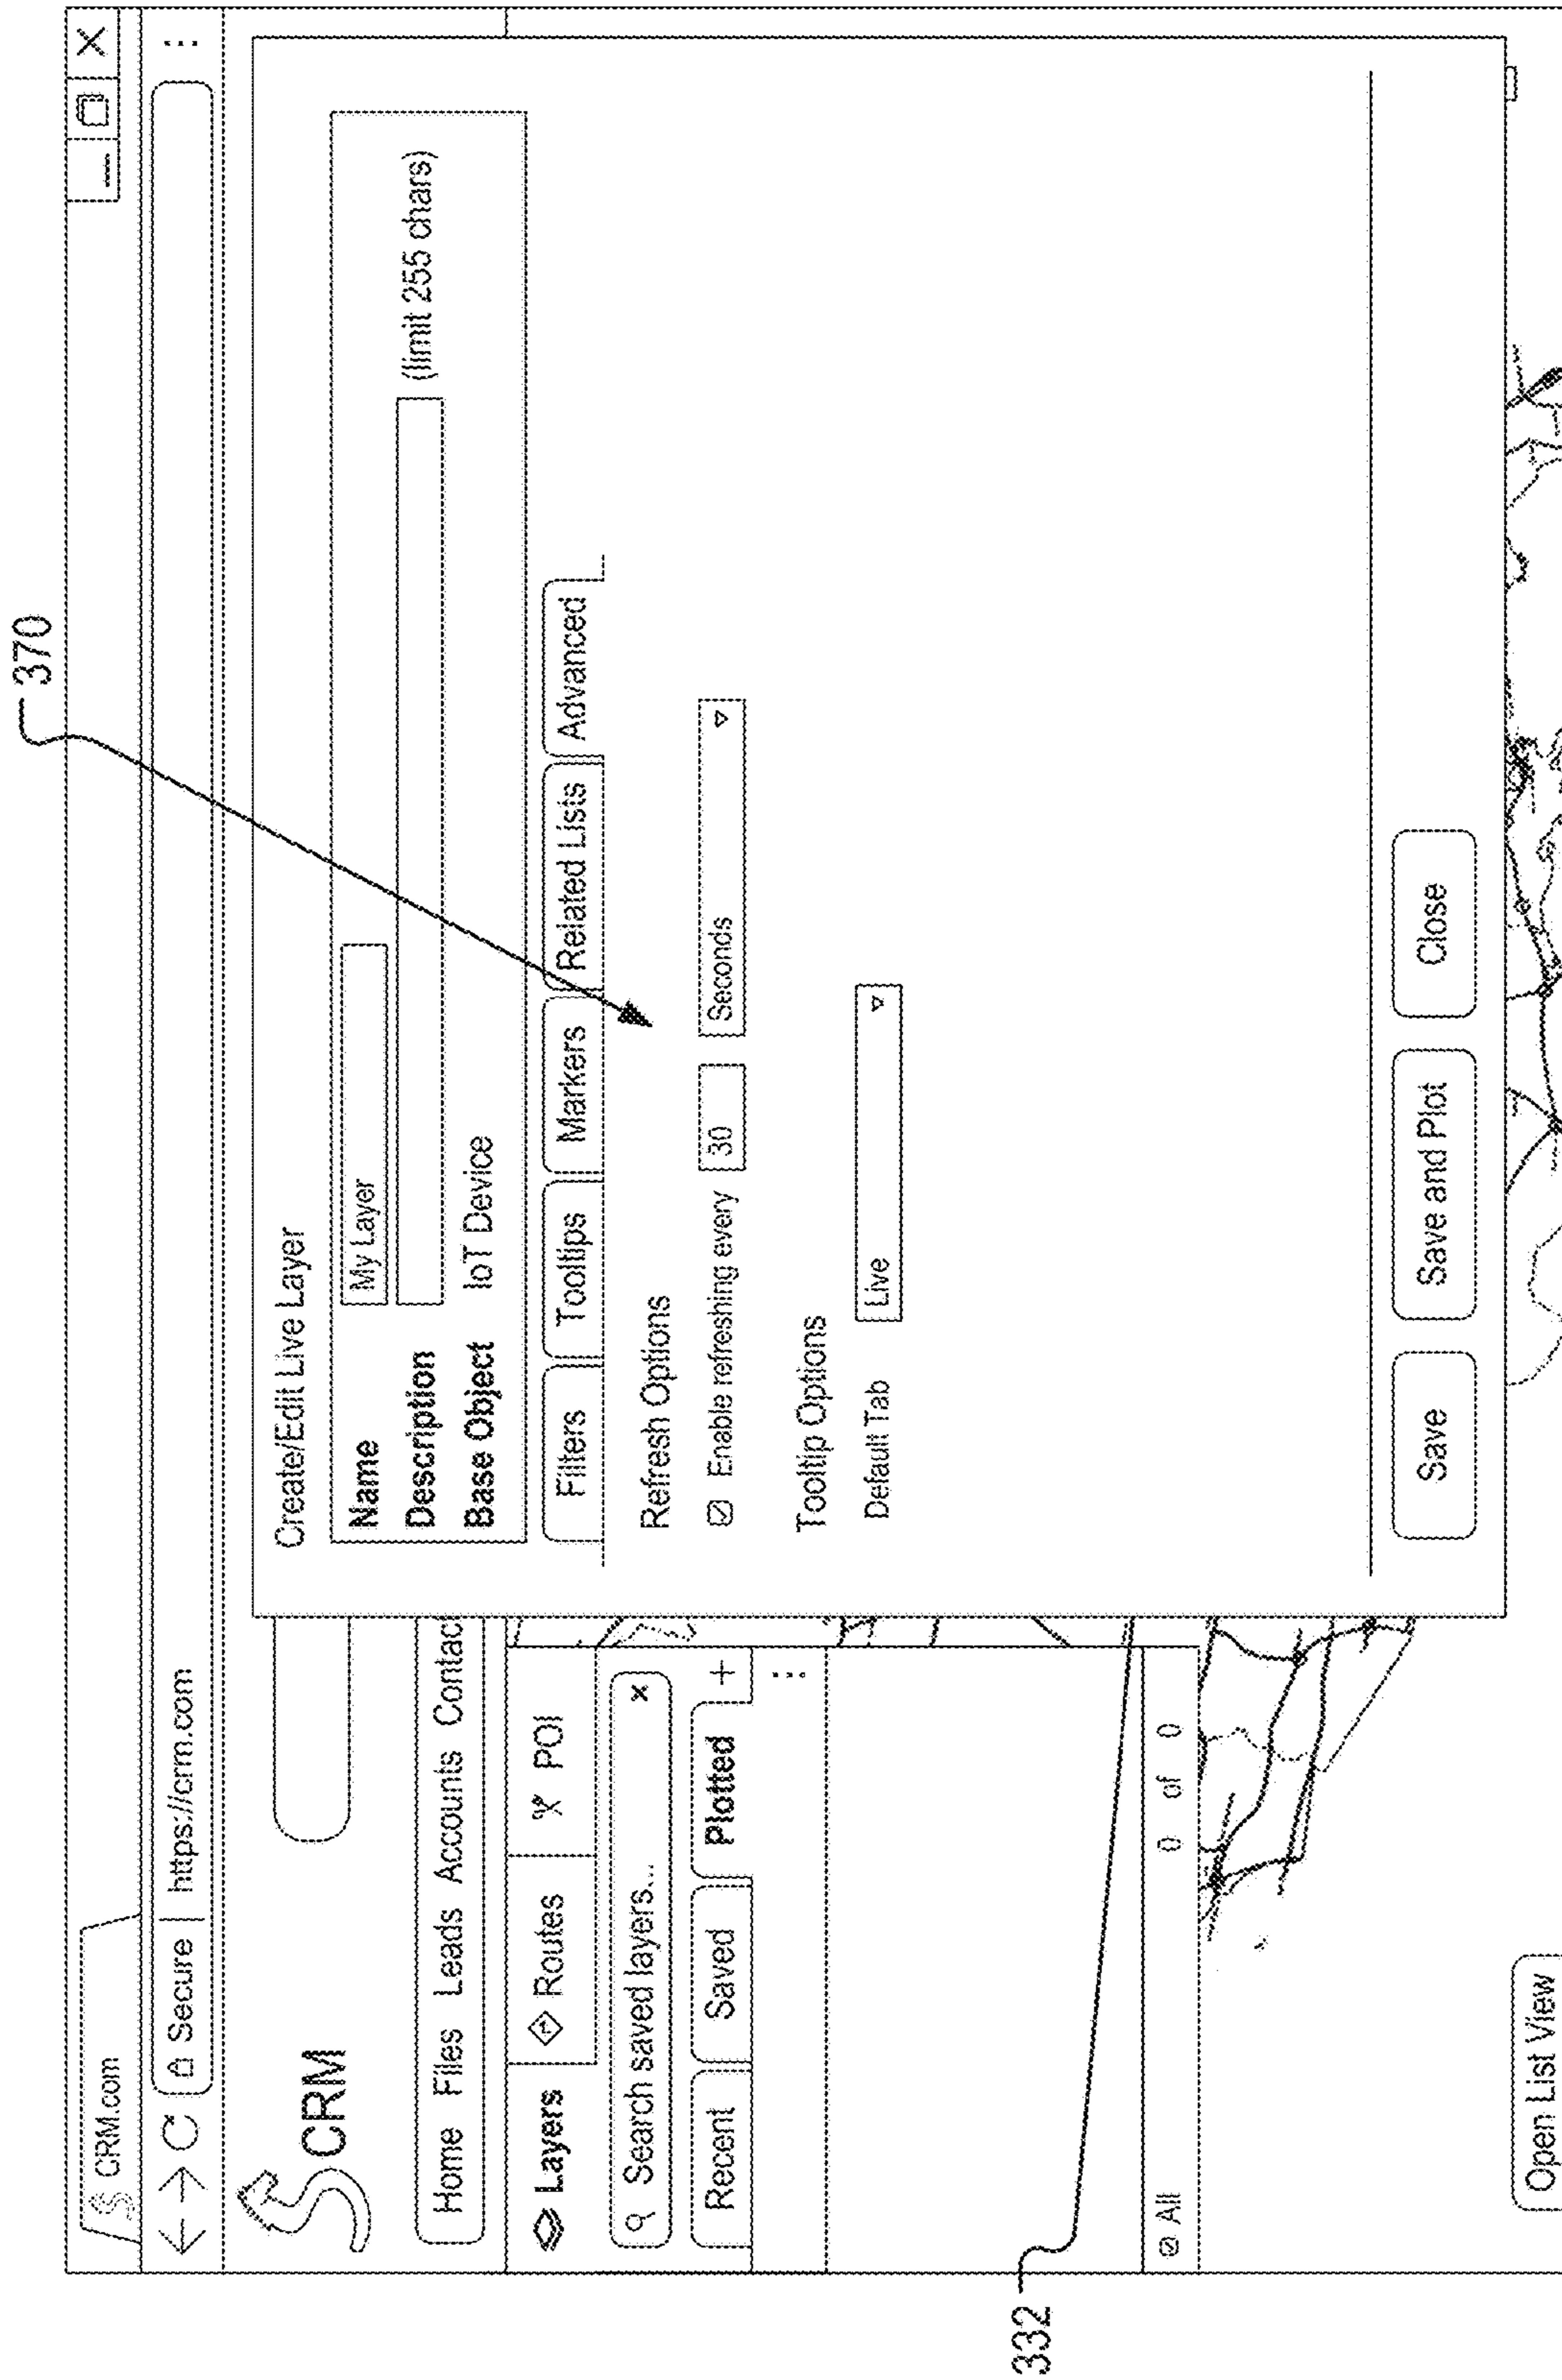 370
CRM.com
Secure | https://crm.com
CRM
Home Files Leads Accounts Contac
Layers Routes POI
Search saved layers... x
Recent Saved Plotted +
All 0 of 0
Open List View
332
Create/Edit Live Layer
Name My Layer
Description (limit 255 chars)
Base Object IoT Device
Filters Tooltips Markers Related Lists Advanced
Refresh Options
Enable refreshing every 30 Seconds
Tooltip Options
Default Tab Live
Save Save and Plot Close